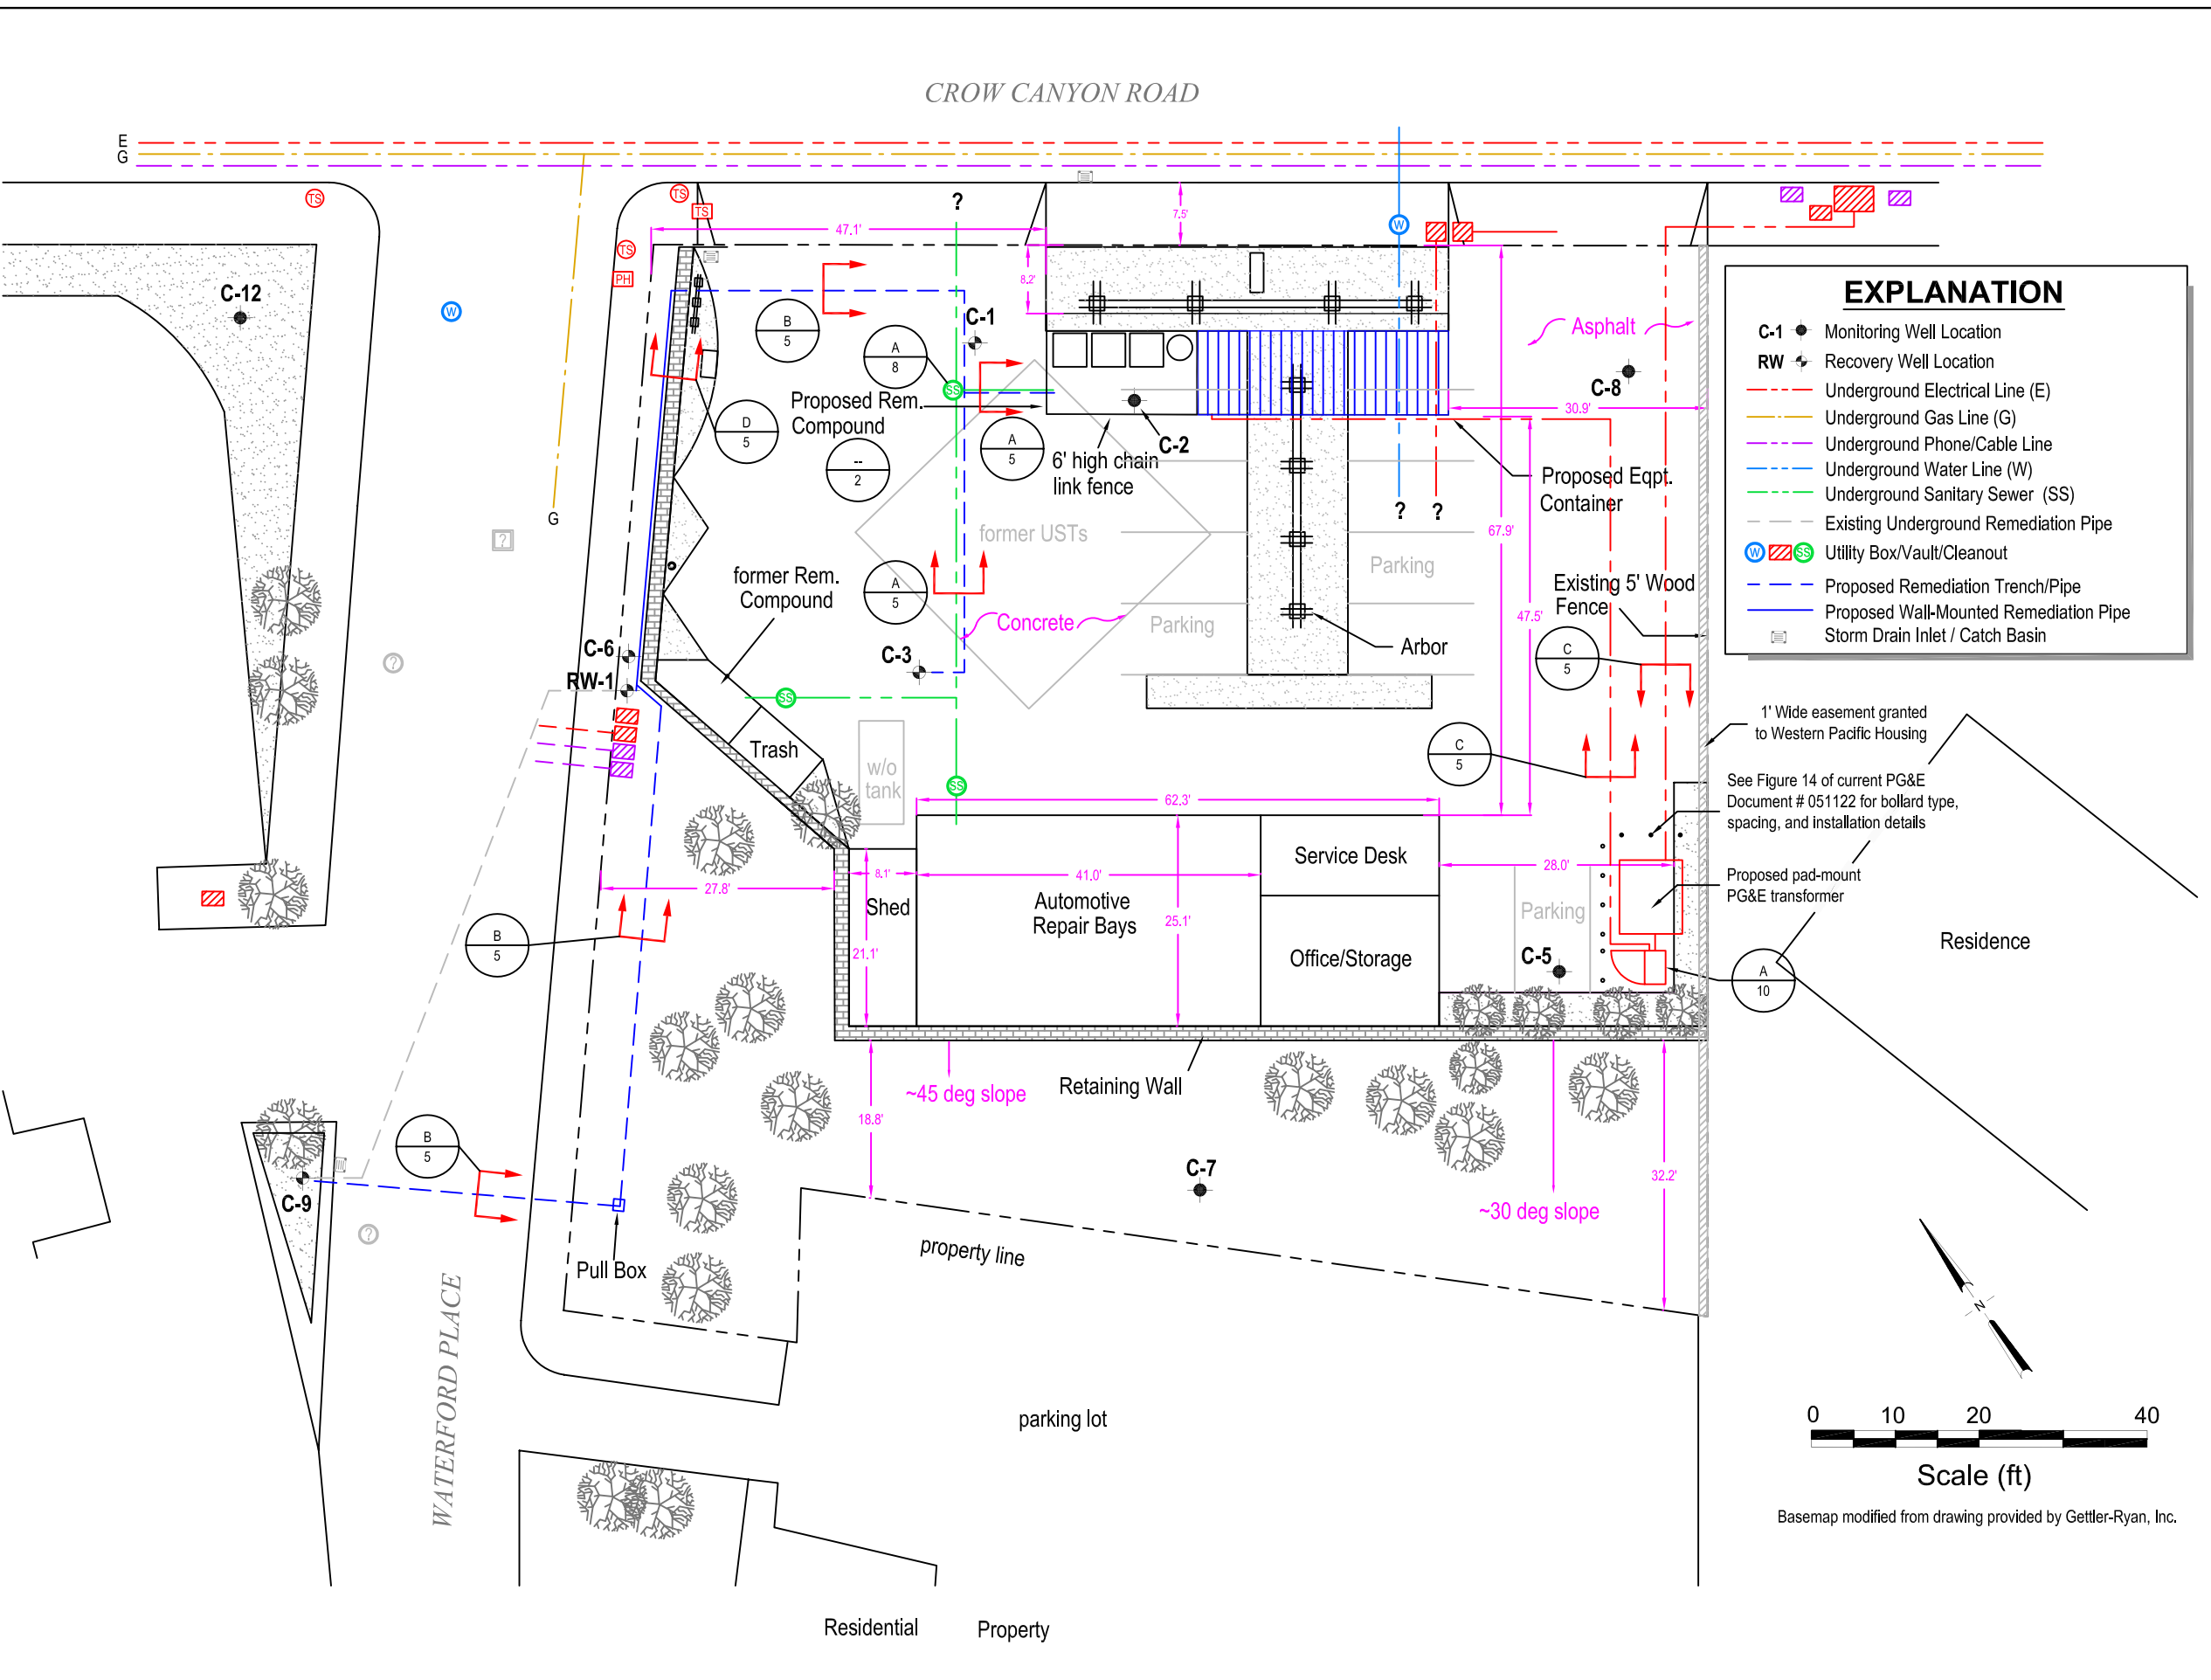 CROW CANYON ROAD
E
G
TS
TS
TS
TS
PH
?
47.1'
7.5'
8.2'
W
W
C-12
C-1
B
5
A
8
SS
D
5
--
2
A
5
Proposed Rem.
Compound
C-2
6' high chain
link fence
G
?
former USTs
?
?
Asphalt
C-8
30.9'
Proposed Eqpt.
Container
67.9'
47.5'
Parking
Parking
Existing 5' Wood
Fence
Arbor
Concrete
A
5
former Rem.
Compound
C-6
RW-1
C-3
SS
?
Trash
w/o
tank
SS
C
5
C
5
EXPLANATION
C-1 Monitoring Well Location
RW Recovery Well Location
Underground Electrical Line (E)
Underground Gas Line (G)
Underground Phone/Cable Line
Underground Water Line (W)
Underground Sanitary Sewer (SS)
Existing Underground Remediation Pipe
W SS Utility Box/Vault/Cleanout
Proposed Remediation Trench/Pipe
Proposed Wall-Mounted Remediation Pipe
Storm Drain Inlet / Catch Basin
1' Wide easement granted
to Western Pacific Housing
See Figure 14 of current PG&E
Document # 051122 for bollard type,
spacing, and installation details
Proposed pad-mount
PG&E transformer
Residence
A
10
62.3'
8.1'
41.0'
28.0'
27.8'
Shed
21.1'
Automotive
Repair Bays
25.1'
Service Desk
Office/Storage
Parking
C-5
B
5
~45 deg slope
Retaining Wall
18.8'
C-7
~30 deg slope
32.2'
B
5
C-9
?
Pull Box
property line
WATERFORD PLACE
parking lot
N
0 10 20 40
Scale (ft)
Basemap modified from drawing provided by Gettler-Ryan, Inc.
Residential Property